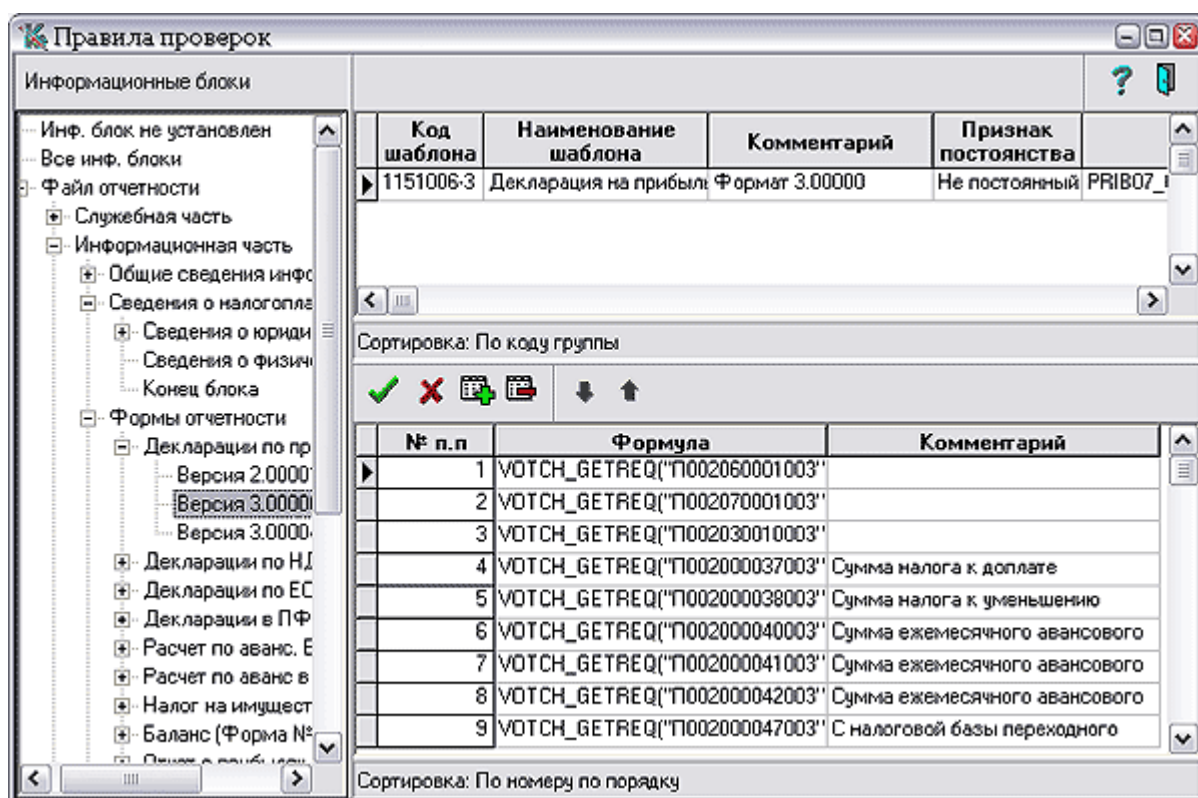 Правила проверок
Информационные блоки
Инф. блок не установлен
Все инф. блоки
Файл отчетности
Служебная часть
Информационная часть
Общие сведения инфо
Сведения о налогопла
Сведения о юриди
Сведения о физич
Конец блока
Формы отчетности
Декларации по пр
Версия 2.0000
Версия 3.0000
Версия 3.0000
Декларации по Н
Декларации по ЕС
Декларации в ПФ
Расчет по аванс. Е
Расчет по аванс в
Налог на имущест
Баланс (Форма №
Код шаблона Наименование шаблона Комментарий Признак постоянства
1151006-3 Декларация на прибыл Формат 3.00000 Не постоянный PRIB07_
Сортировка: По коду группы
№ п.п Формула Комментарий
1 VOTCH_GETREQ("П002060001003"
2 VOTCH_GETREQ("П002070001003"
3 VOTCH_GETREQ("П002030010003"
4 VOTCH_GETREQ("П002000037003" Сумма налога к доплате
5 VOTCH_GETREQ("П002000038003" Сумма налога к уменьшению
6 VOTCH_GETREQ("П002000040003" Сумма ежемесячного авансового
7 VOTCH_GETREQ("П002000041003" Сумма ежемесячного авансового
8 VOTCH_GETREQ("П002000042003" Сумма ежемесячного авансового
9 VOTCH_GETREQ("П002000047003" С налоговой базы переходного
Сортировка: По номеру по порядку